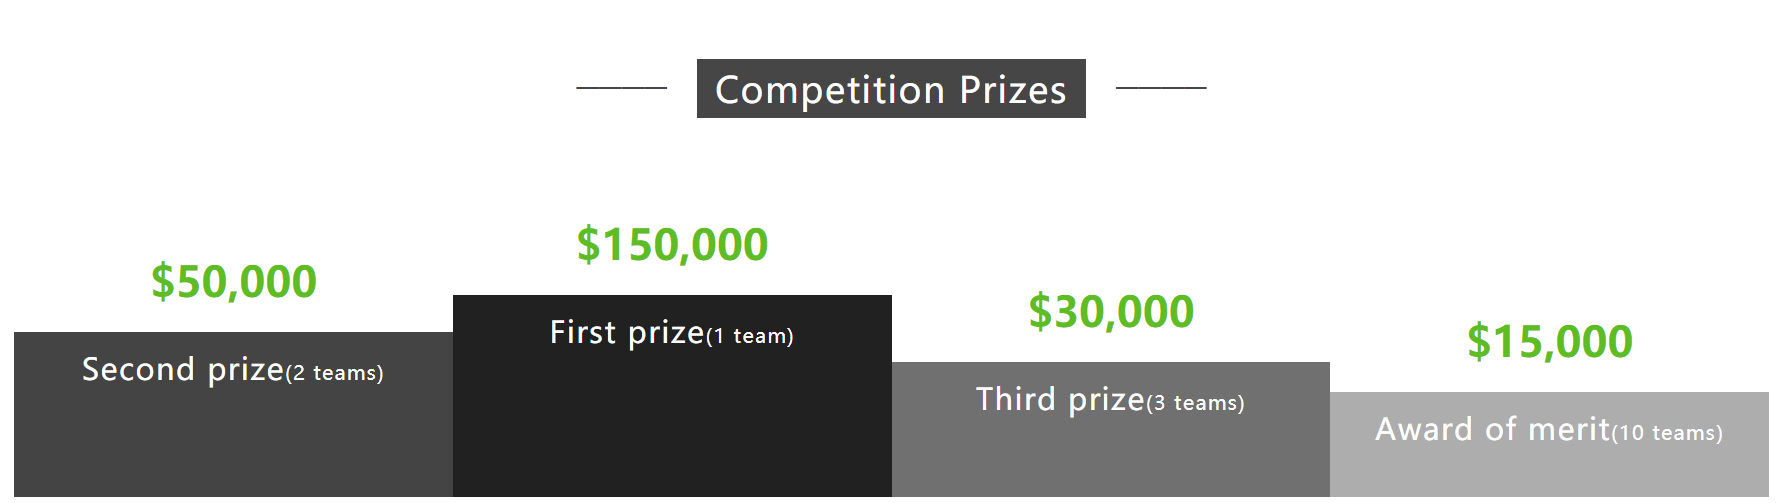 Competition Prizes
$50,000
Second prize(2 teams)
$150,000
First prize(1 team)
$30,000
Third prize(3 teams)
$15,000
Award of merit(10 teams)